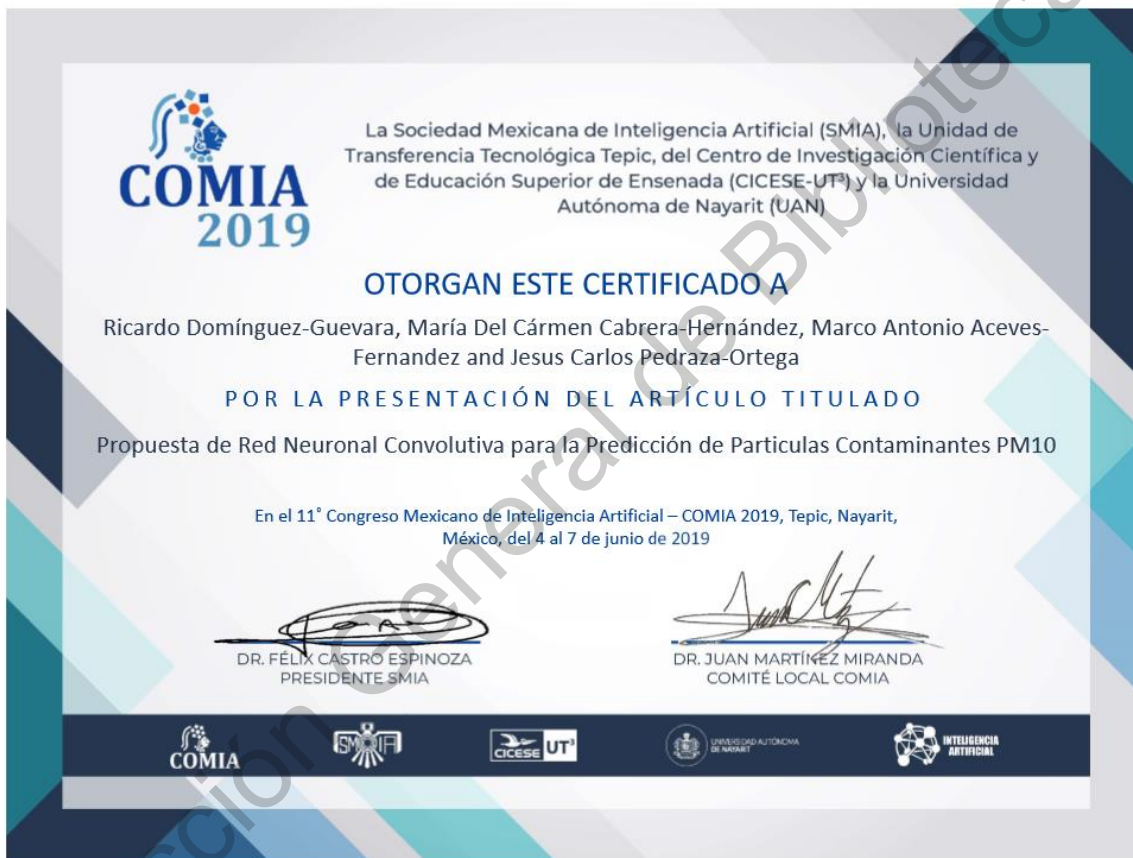 COMIA
2019
La Sociedad Mexicana de Inteligencia Artificial (SMIA), la Unidad de
Transferencia Tecnológica Tepic, del Centro de Investigación Científica y
de Educación Superior de Ensenada (CICESE-UT³) y la Universidad
Autónoma de Nayarit (UAN)
OTORGAN ESTE CERTIFICADO A
Ricardo Domínguez-Guevara, María Del Cármen Cabrera-Hernández, Marco Antonio Aceves-
Fernandez and Jesus Carlos Pedraza-Ortega
POR LA PRESENTACIÓN DEL ARTÍCULO TITULADO
Propuesta de Red Neuronal Convolutiva para la Predicción de Particulas Contaminantes PM10
En el 11° Congreso Mexicano de Inteligencia Artificial – COMIA 2019, Tepic, Nayarit,
México, del 4 al 7 de junio de 2019
DR. FÉLIX CASTRO ESPINOZA
PRESIDENTE SMIA
DR. JUAN MARTÍNEZ MIRANDA
COMITÉ LOCAL COMIA
COMIA
SMIA
CICESE UT³
UNIVERSIDAD AUTÓNOMA
DE NAYARIT
INTELIGENCIA
ARTIFICIAL
General de Bibliotecas